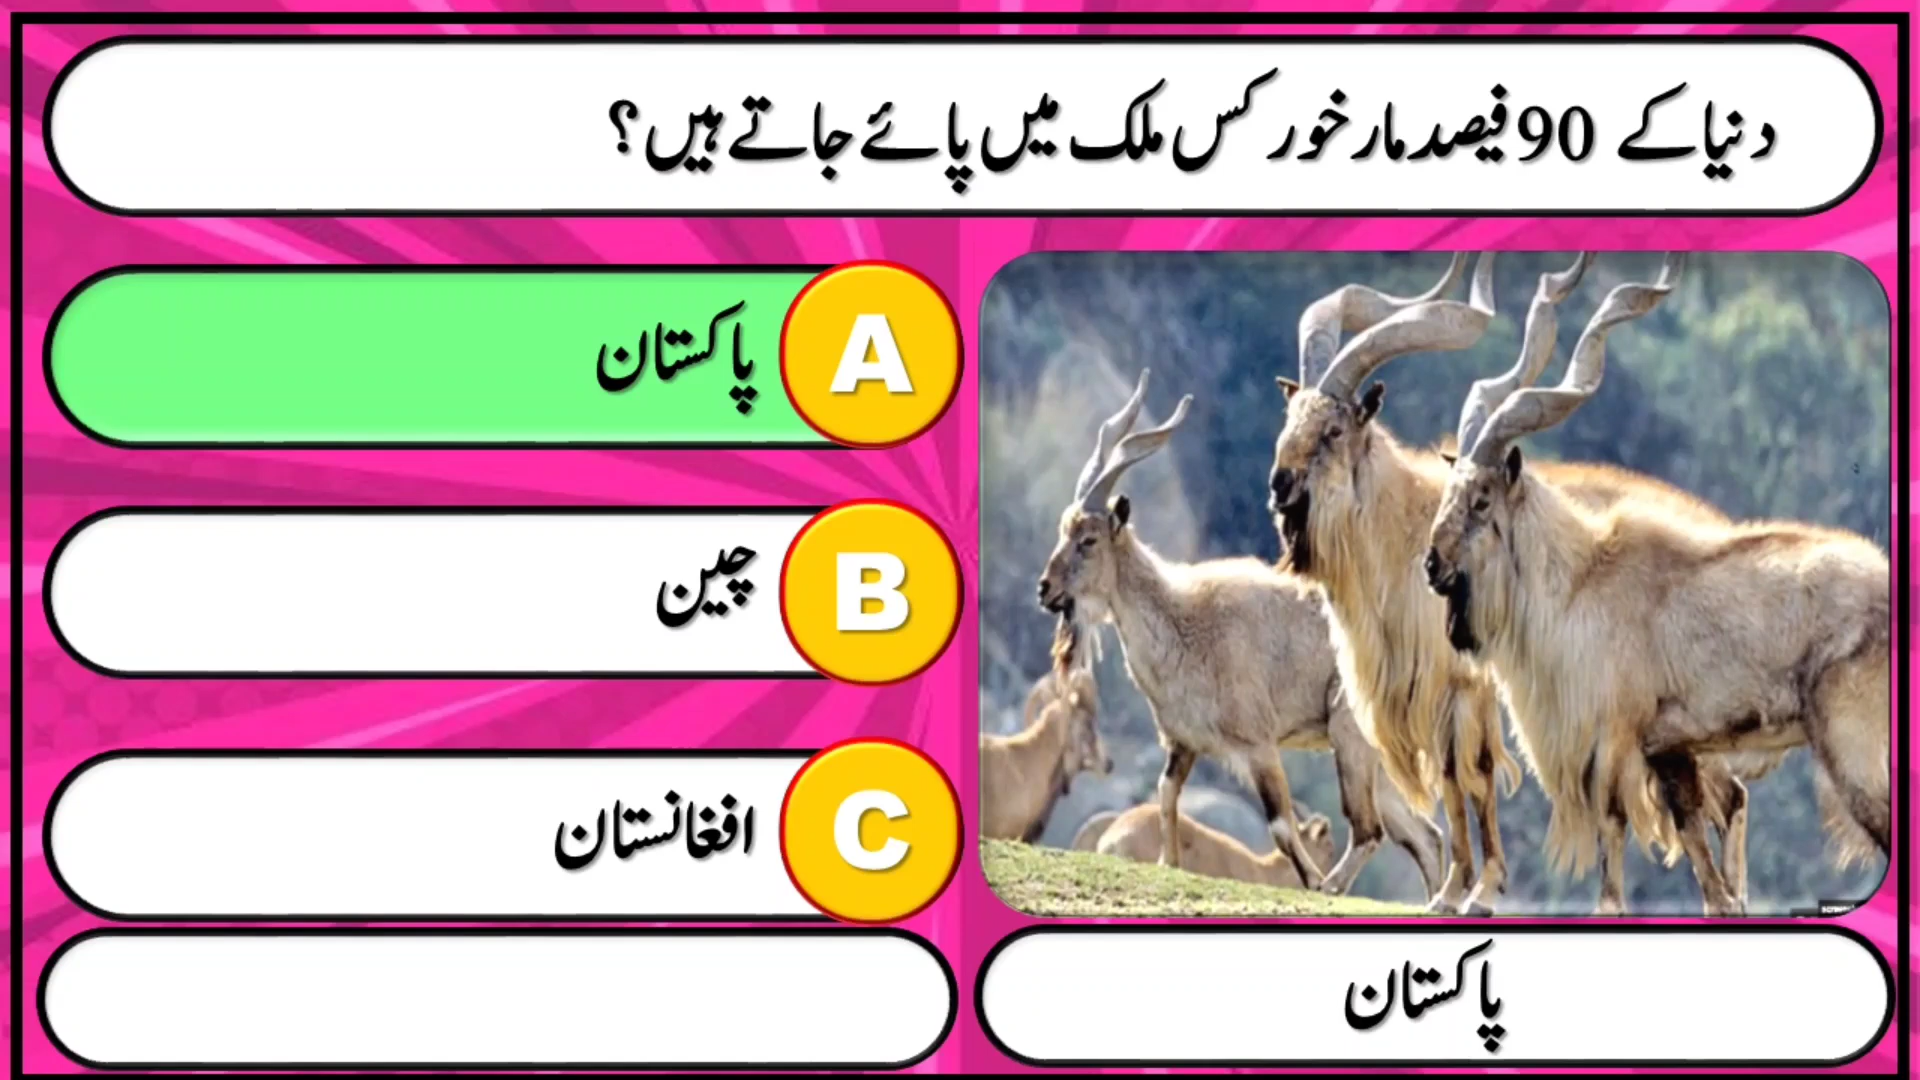 دنیا کے 90 فیصد مارخور کس ملک میں پائے جاتے ہیں؟
A پاکستان
B چین
C افغانستان
پاکستان